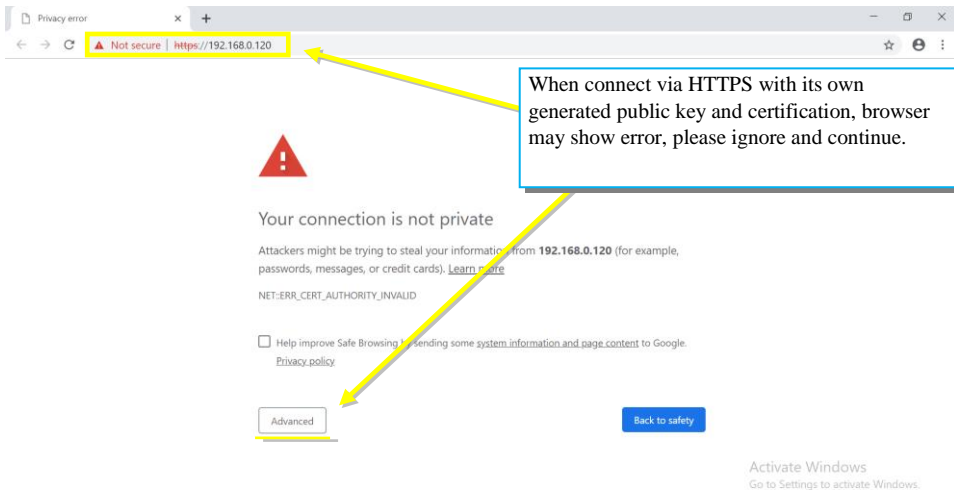 Privacy error
Not secure | https://192.168.0.120
When connect via HTTPS with its own
generated public key and certification, browser
may show error, please ignore and continue.
Your connection is not private
Attackers might be trying to steal your information from 192.168.0.120 (for example,
passwords, messages, or credit cards). Learn more
NET::ERR_CERT_AUTHORITY_INVALID
Help improve Safe Browsing by sending some system information and page content to Google.
Privacy policy
Advanced
Back to safety
Activate Windows
Go to Settings to activate Windows.